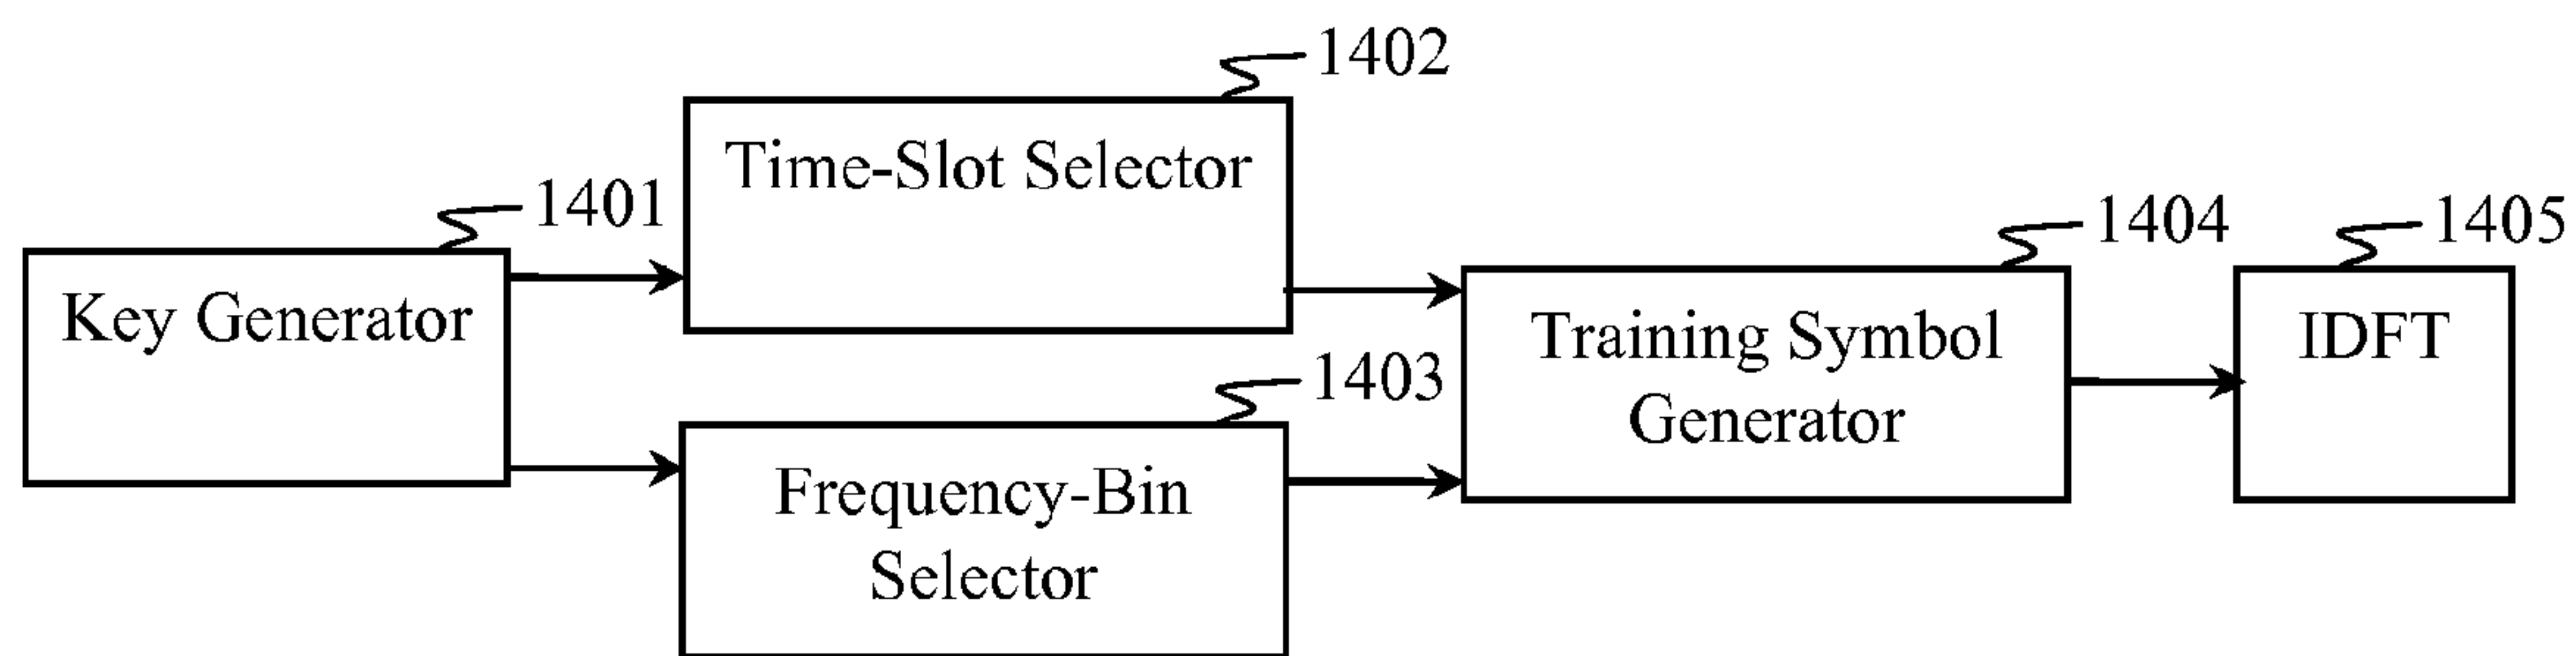 1401
Key Generator
1402
Time-Slot Selector
1403
Frequency-Bin
Selector
1404
Training Symbol
Generator
1405
IDFT